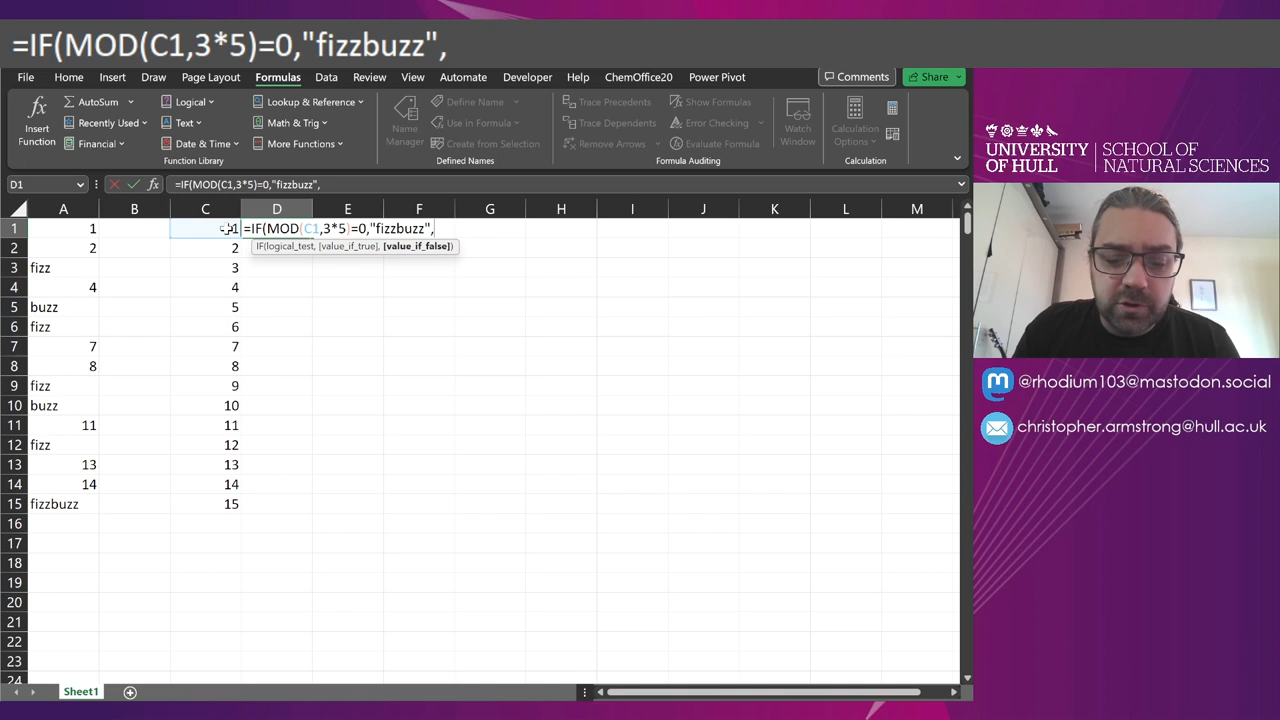 =IF(MOD(C1,3*5)=0,"fizzbuzz",
File Home Insert Draw Page Layout Formulas Data Review View Automate Developer Help ChemOffice20 Power Pivot Comments Share
AutoSum Logical Lookup & Reference Define Name Trace Precedents Show Formulas
Insert Function Recently Used Text Math & Trig Name Manager Use in Formula Trace Dependents Error Checking Watch Window Calculation Options
Financial Date & Time More Functions Create from Selection Remove Arrows Evaluate Formula
Function Library Defined Names Formula Auditing Calculation
UNIVERSITY OF HULL
SCHOOL OF
NATURAL SCIENCES
D1 fx =IF(MOD(C1,3*5)=0,"fizzbuzz",
A B C D E F G H I J K L M
1 1 1 =IF(MOD(C1,3*5)=0,"fizzbuzz",
IF(logical_test, [value_if_true], [value_if_false])
2 2 2
3 fizz 3
4 4 4
5 buzz 5
6 fizz 6
7 7 7
8 8 8
9 fizz 9
10 buzz 10
11 11 11
12 fizz 12
13 13 13
14 14 14
15 fizzbuzz 15
16
17
18
19
20
21
22
23
24
Sheet1
@rhodium103@mastodon.social
christopher.armstrong@hull.ac.uk